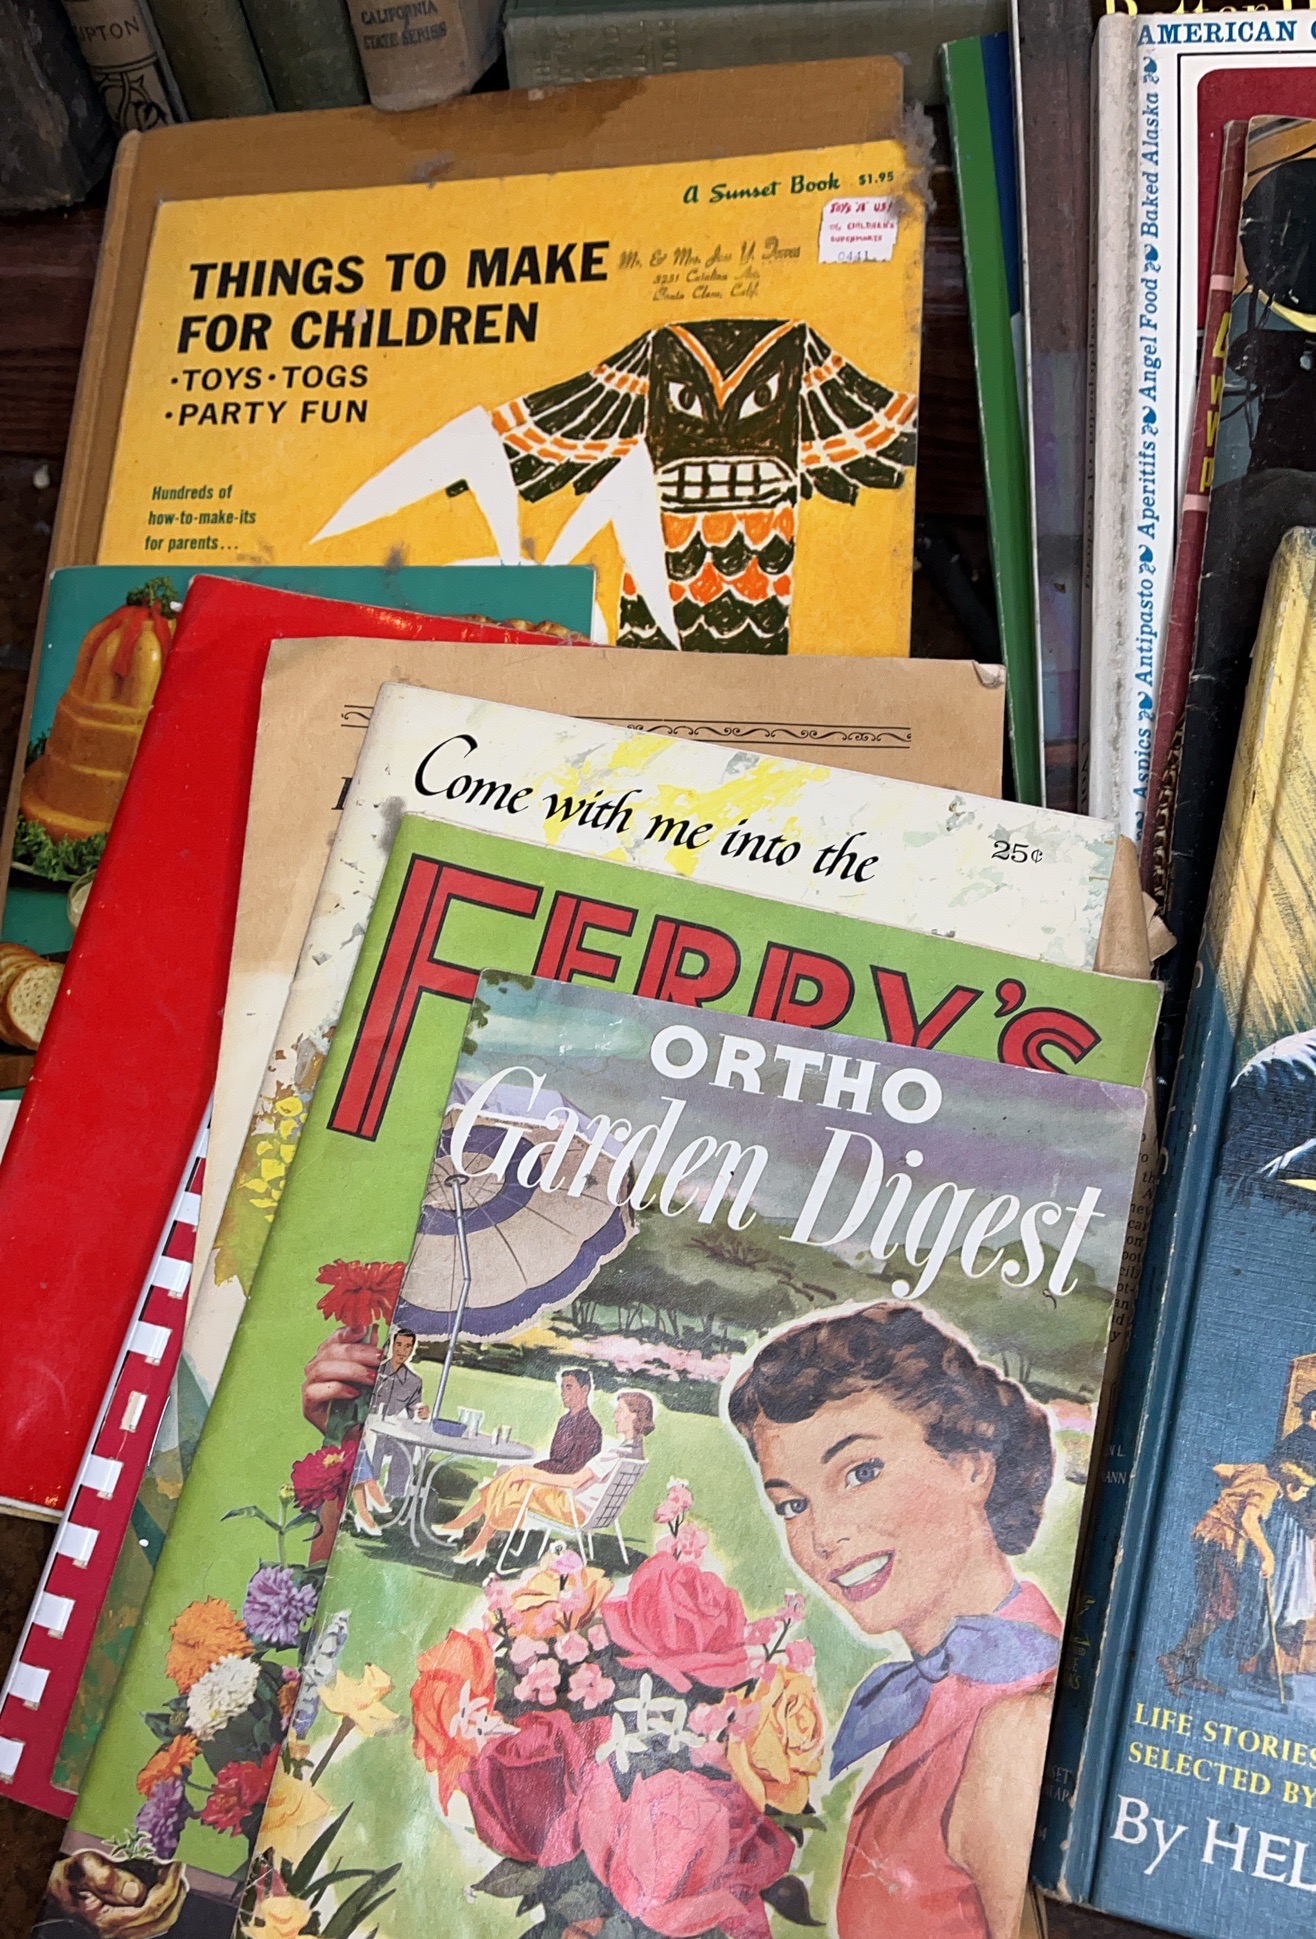 CALIFORNIA
STATE SERIES
A Sunset Book $1.95
THINGS TO MAKE
FOR CHILDREN
•TOYS•TOGS
•PARTY FUN
Hundreds of
how-to-make-its
for parents...
Come with me into the
25¢
FERRY'S
ORTHO
Garden Digest
AMERICAN
Aspics Antipasto Aperitifs Angel Food Baked Alaska
LIFE STORIES
SELECTED BY
By HEL